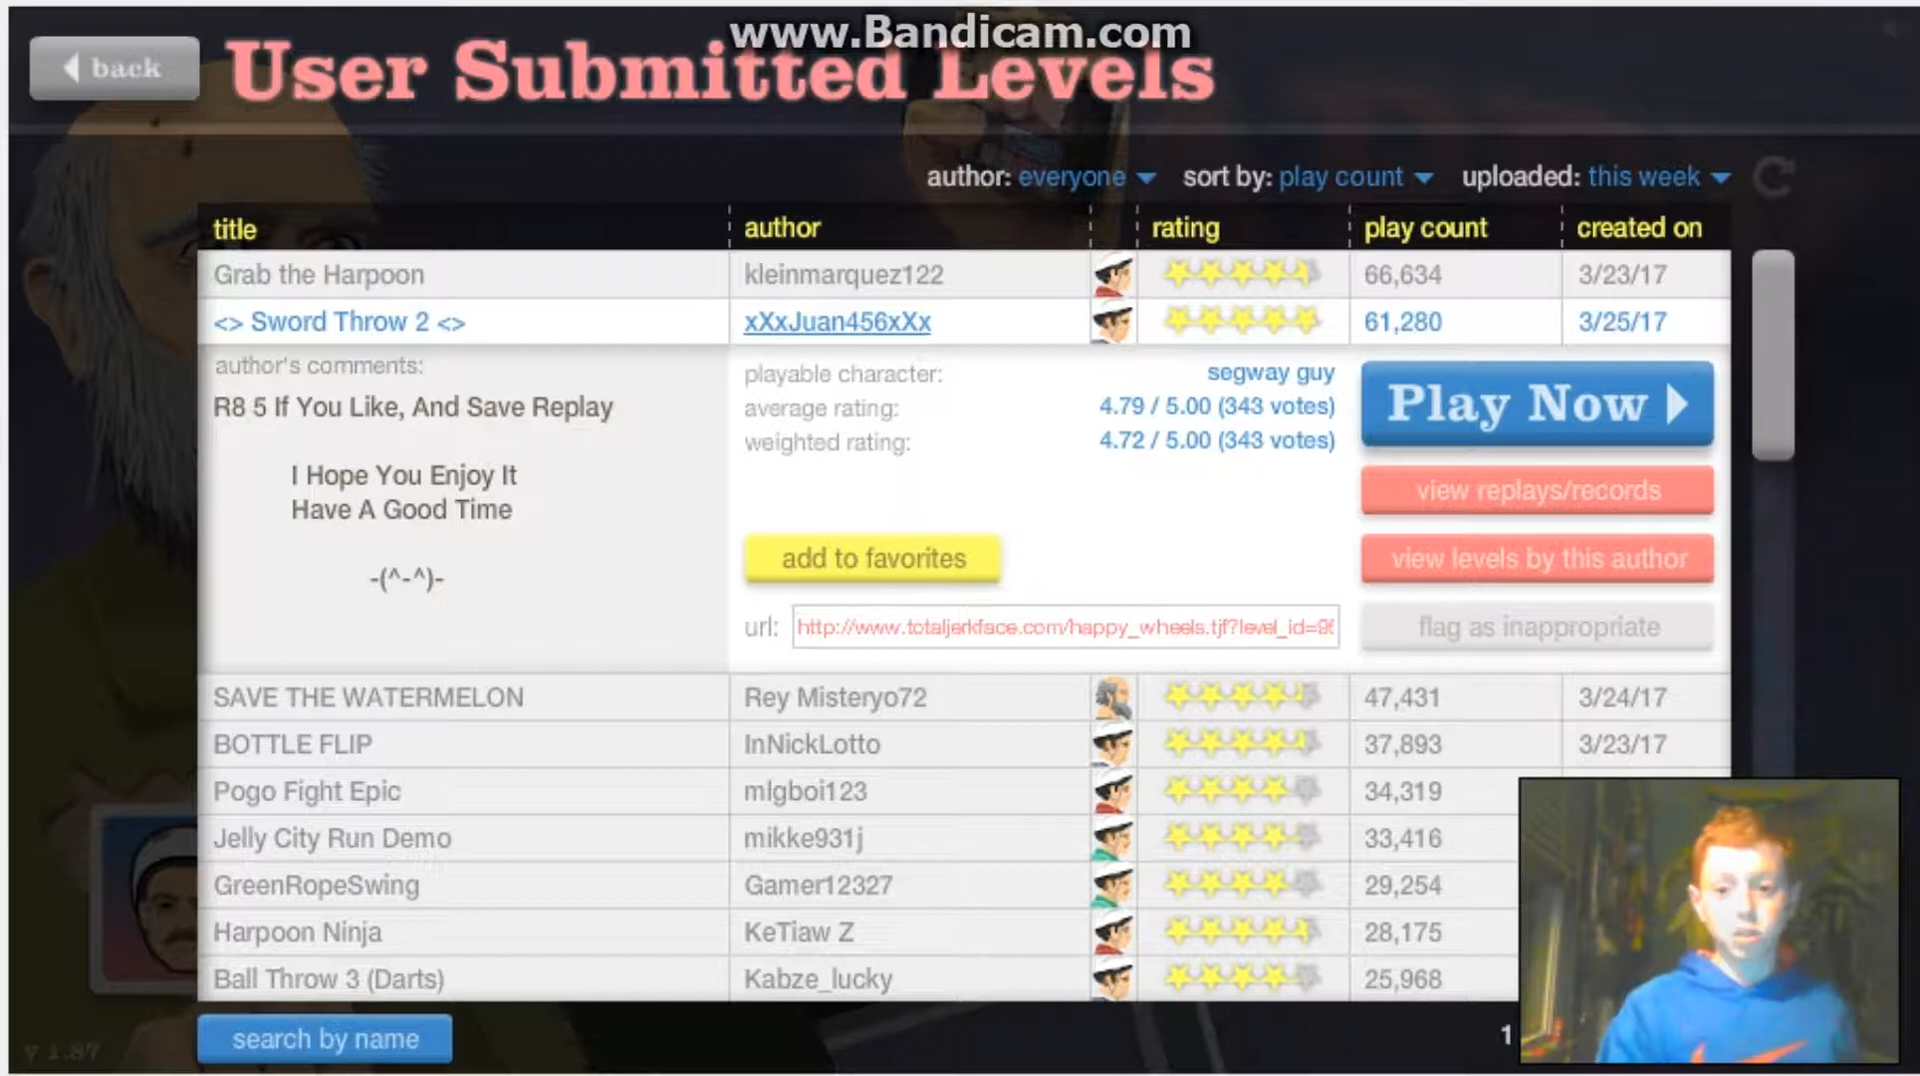 www.Bandicam.com
back
User Submitted Levels
author: everyone sort by: play count uploaded: this week
title author rating play count created on
Grab the Harpoon kleinmarquez122 66,634 3/23/17
<> Sword Throw 2 <> xXxJuan456xXx 61,280 3/25/17
author's comments:
R8 5 If You Like, And Save Replay
I Hope You Enjoy It
Have A Good Time
-(^-^)-
playable character: segway guy
average rating: 4.79 / 5.00 (343 votes)
weighted rating: 4.72 / 5.00 (343 votes)
add to favorites
url: http://www.totaljerkface.com/happy_wheels.tjf?level_id=9
Play Now
view replays/records
view levels by this author
flag as inappropriate
SAVE THE WATERMELON Rey Misteryo72 47,431 3/24/17
BOTTLE FLIP InNickLotto 37,893 3/23/17
Pogo Fight Epic mlgboi123 34,319
Jelly City Run Demo mikke931j 33,416
GreenRopeSwing Gamer12327 29,254
Harpoon Ninja KeTiaw Z 28,175
Ball Throw 3 (Darts) Kabze_lucky 25,968
search by name
1
v 1.87